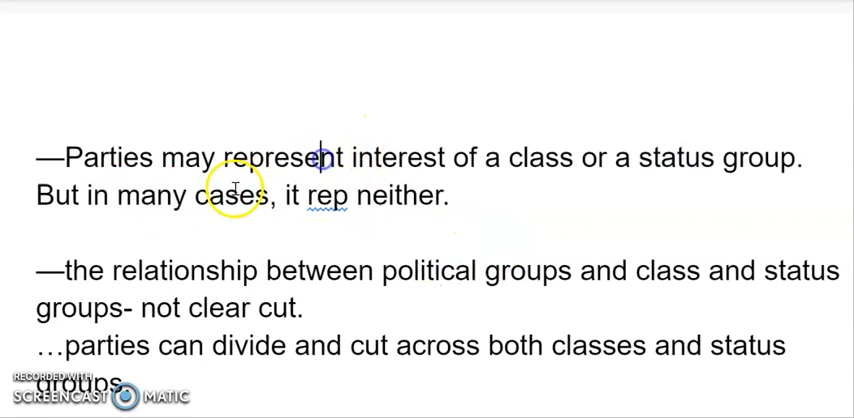 —Parties may represent interest of a class or a status group.
But in many cases, it rep neither.
—the relationship between political groups and class and status
groups- not clear cut.
…parties can divide and cut across both classes and status
groups.
RECORDED WITH
SCREENCAST MATIC